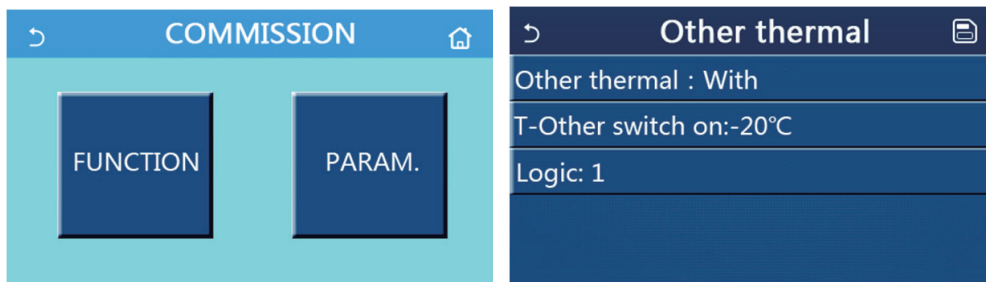 COMMISSION
FUNCTION
PARAM.
Other thermal
Other thermal : With
T-Other switch on:-20℃
Logic: 1